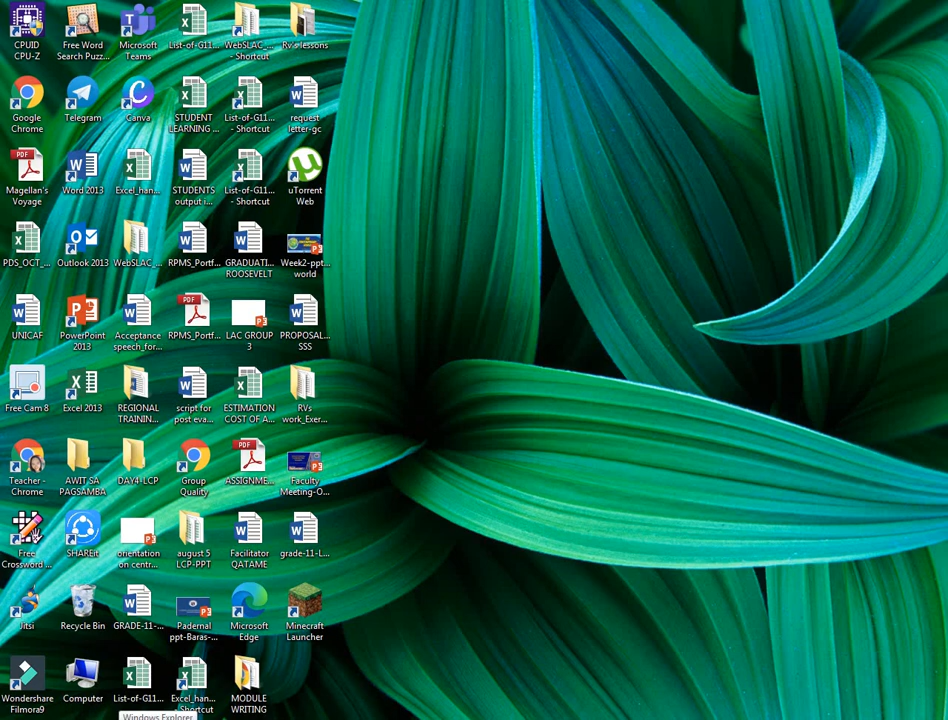 CPUID
CPU-Z
Free Word
Search Puzz...
Microsoft
Teams
List-of-G11...
WebSLAC_...
- Shortcut
Rv's lessons
Google
Chrome
Telegram
Canva
STUDENT
LEARNING ...
List-of-G11...
- Shortcut
request
letter-gc
PDF
Magellan's
Voyage
Word 2013
Excel_han...
STUDENTS
output i...
List-of-G11...
- Shortcut
uTorrent
Web
PDS_OCT_...
Outlook 2013
WebSLAC_...
RPMS_Portf...
GRADUATI...
ROOSEVELT
Week2-ppt...
world
UNICAF
PowerPoint
2013
Acceptance
speech_for...
PDF
RPMS_Portf...
LAC GROUP
3
PROPOSAL...
SSS
Free Cam 8
Excel 2013
REGIONAL
TRAININ...
script for
post eva...
ESTIMATION
COST OF A...
RVs
work_Exer...
Teacher -
Chrome
AWIT SA
PAGSAMBA
DAY4-LCP
Group
Quality
PDF
ASSIGNME...
Faculty
Meeting-O...
Free
Crossword ...
SHAREit
orientation
on centr...
august 5
LCP-PPT
Facilitator
QATAME
grade-11-L...
Jitsi
Recycle Bin
GRADE-11-...
Padernal
ppt-Baras-...
Microsoft
Edge
Minecraft
Launcher
Wondershare
Filmora9
Computer
List-of-G11...
Excel_han...
- Shortcut
MODULE
WRITING
Windows Explorer